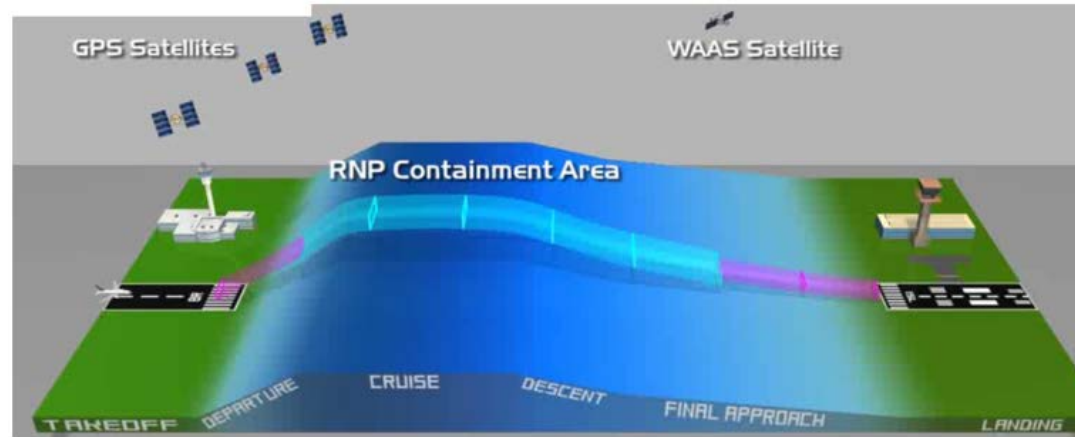 GPS Satellites
WAAS Satellite
RNP Containment Area
TAKEOFF
DEPARTURE
CRUISE
DESCENT
FINAL APPROACH
LANDING